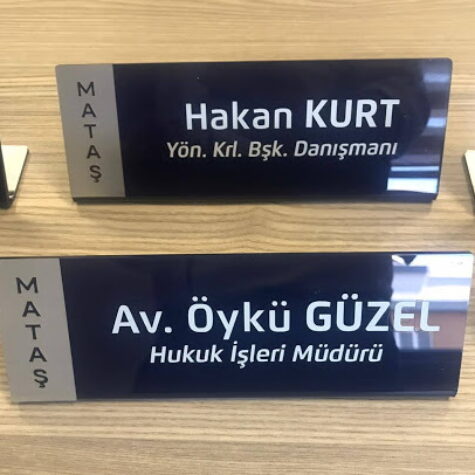 MATAŞ
Hakan KURT
Yön. Krl. Bşk. Danışmanı
MATAŞ
Av. Öykü GÜZEL
Hukuk İşleri Müdürü